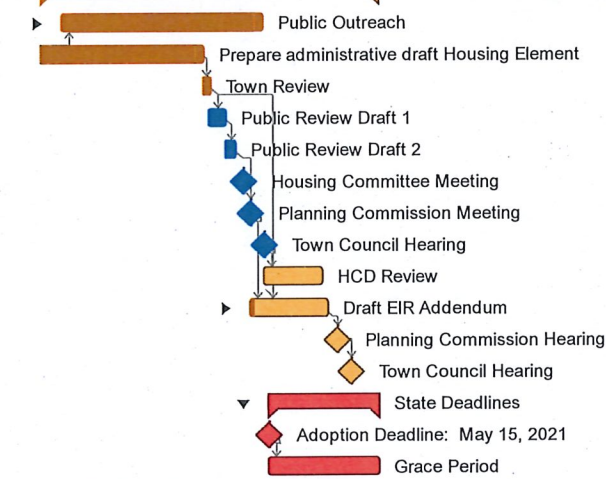 Public Outreach
Prepare administrative draft Housing Element
Town Review
Public Review Draft 1
Public Review Draft 2
Housing Committee Meeting
Planning Commission Meeting
Town Council Hearing
HCD Review
Draft EIR Addendum
Planning Commission Hearing
Town Council Hearing
State Deadlines
Adoption Deadline: May 15, 2021
Grace Period